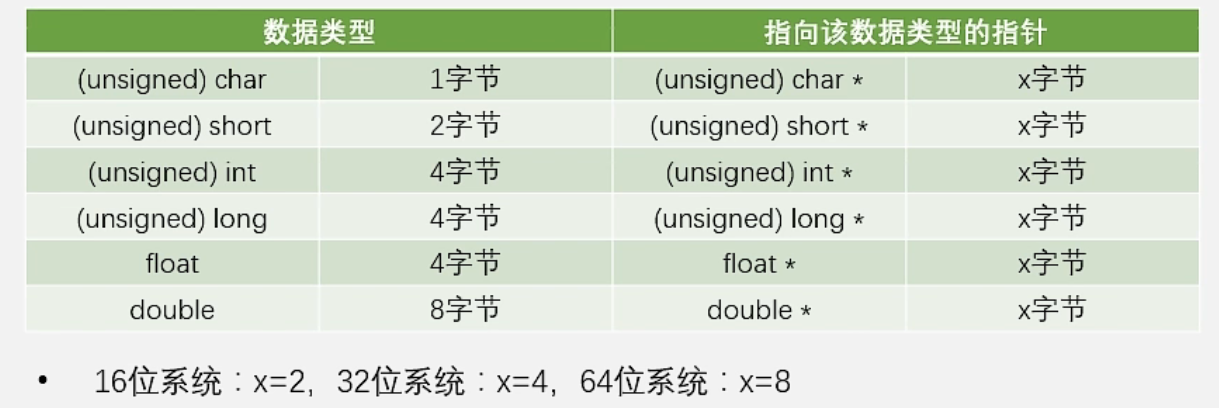 数据类型 指向该数据类型的指针
(unsigned) char 1字节 (unsigned) char * x字节
(unsigned) short 2字节 (unsigned) short * x字节
(unsigned) int 4字节 (unsigned) int * x字节
(unsigned) long 4字节 (unsigned) long * x字节
float 4字节 float * x字节
double 8字节 double * x字节
• 16位系统：x=2，32位系统：x=4，64位系统：x=8